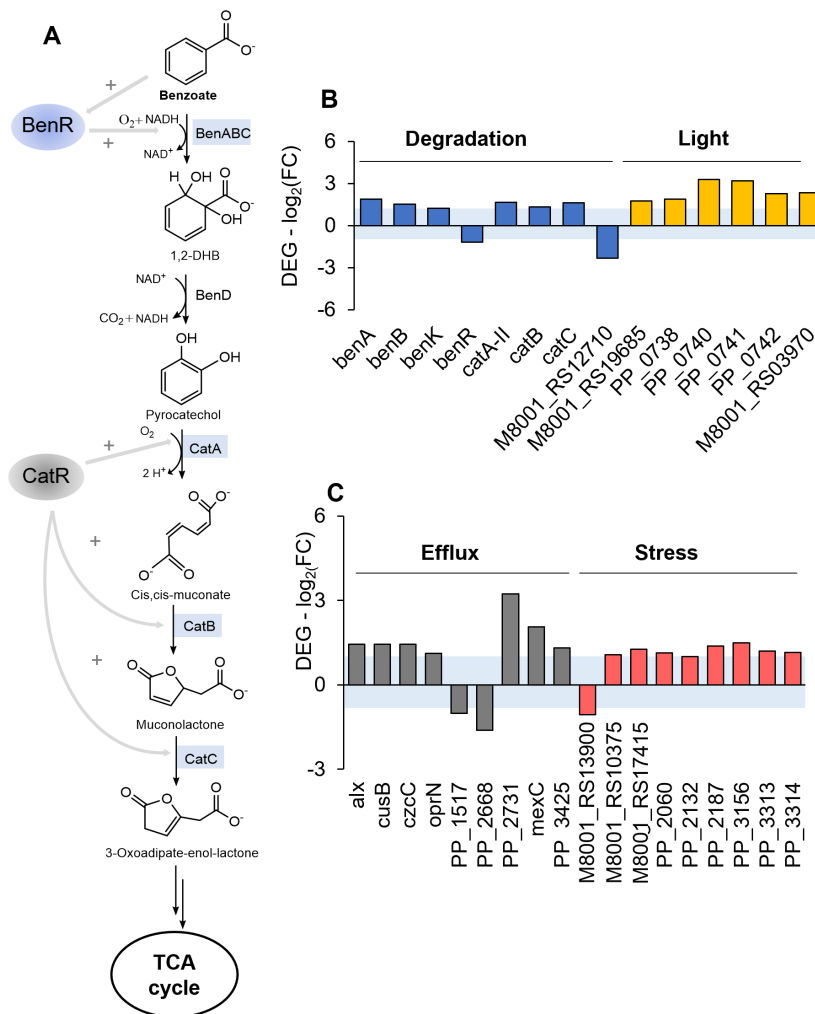 A
O
O-
Benzoate
+
BenR
+
O2+ NADH
BenABC
NAD+
H OH
O
O-
OH
1,2-DHB
NAD+
BenD
CO2+ NADH
OH
OH
Pyrocatechol
O2
+
CatA
CatR
2 H+
O
O-
+
O-
O
Cis,cis-muconate
CatB
+
O
O
O
O-
Muconolactone
CatC
O
O
O
O-
3-Oxoadipate-enol-lactone
TCA
cycle
B
Degradation Light
DEG - log2(FC)
6
3
0
-3
-6
benA
benB
benK
benR
catA-II
catB
catC
M8001_RS12710
M8001_RS19685
PP_0738
PP_0740
PP_0741
PP_0742
M8001_RS03970
C
Efflux Stress
DEG - log2(FC)
6
3
0
-3
alx
cusB
czcC
oprN
PP_1517
PP_2668
PP_2731
mexC
PP_3425
M8001_RS13900
M8001_RS10375
M8001_RS17415
PP_2060
PP_2132
PP_2187
PP_3156
PP_3313
PP_3314